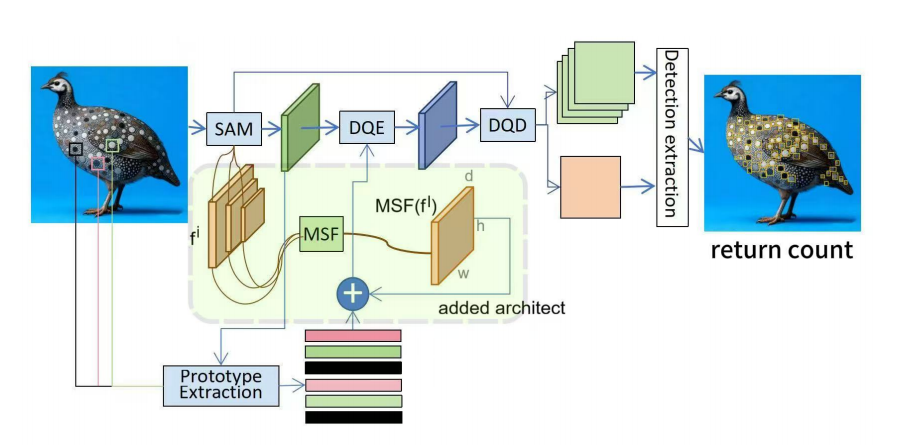 SAM
DQE
DQD
Detection extraction
return count
f^i
MSF
MSF(f^l)
d
h
w
+
added architect
Prototype
Extraction